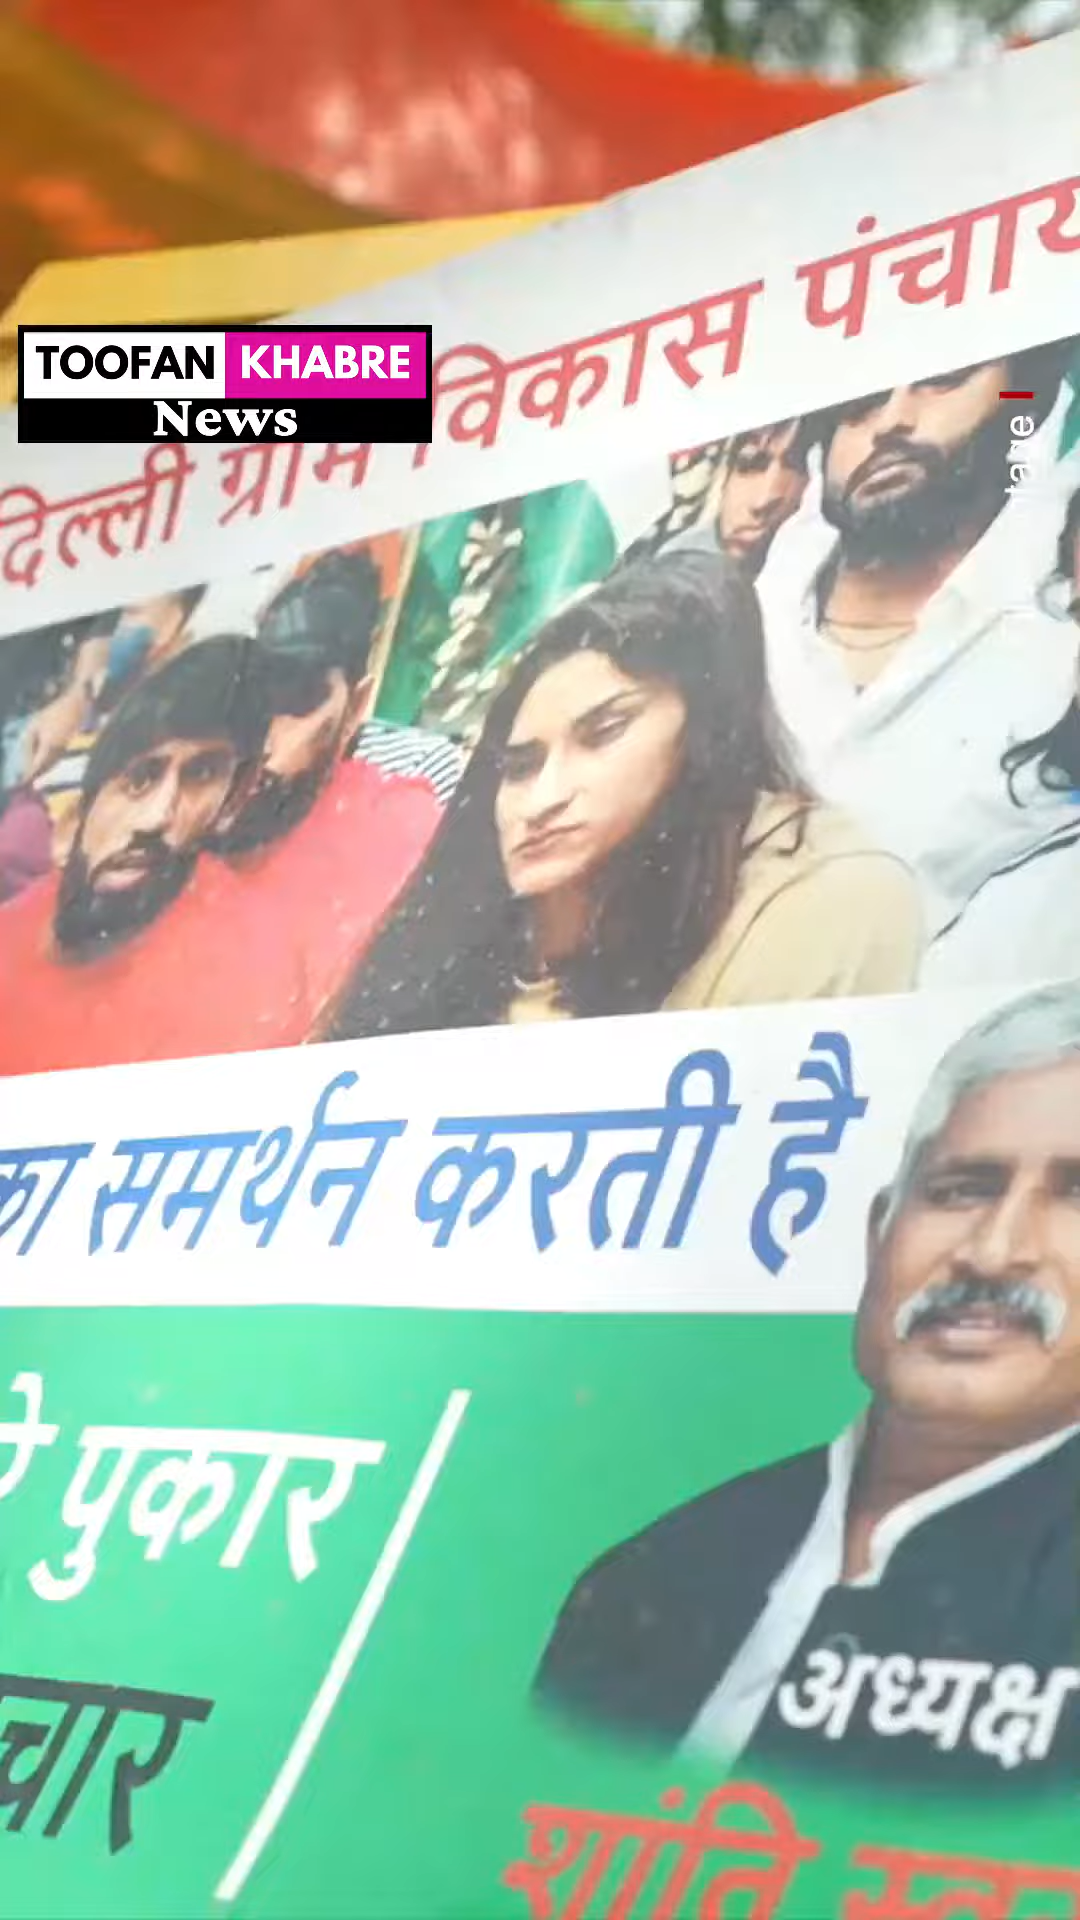 TOOFAN KHABRE
News
दिल्ली ग्राम विकास
का समर्थन करती है
पुकार
अध्यक्ष
शांति